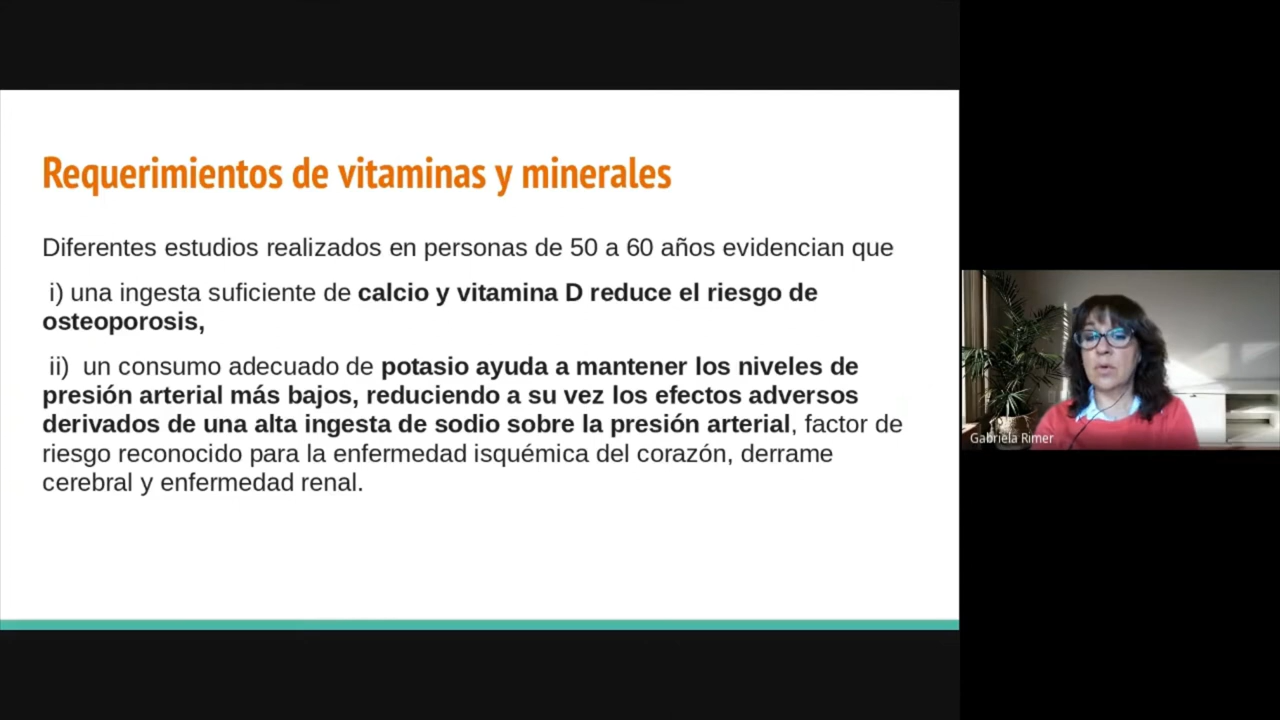 Requerimientos de vitaminas y minerales
Diferentes estudios realizados en personas de 50 a 60 años evidencian que
i) una ingesta suficiente de calcio y vitamina D reduce el riesgo de
osteoporosis,
ii) un consumo adecuado de potasio ayuda a mantener los niveles de
presión arterial más bajos, reduciendo a su vez los efectos adversos
derivados de una alta ingesta de sodio sobre la presión arterial, factor de
riesgo reconocido para la enfermedad isquémica del corazón, derrame
cerebral y enfermedad renal.
Gabriela Rimer